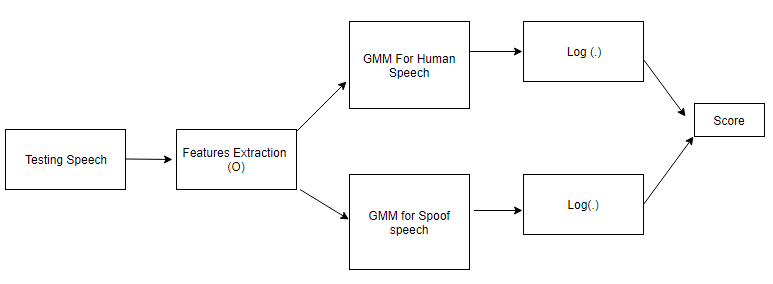 Testing Speech
Features Extraction
(O)
GMM For Human
Speech
Log (.)
GMM for Spoof
speech
Log(.)
Score